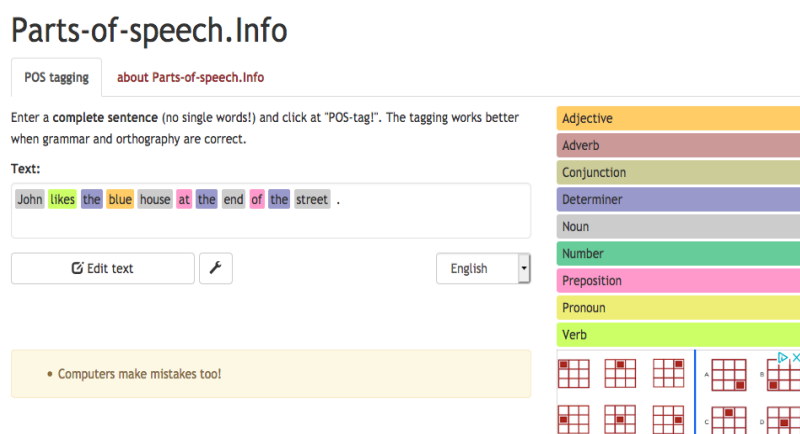 Parts-of-speech.Info
POS tagging
about Parts-of-speech.Info
Enter a complete sentence (no single words!) and click at "POS-tag!". The tagging works better
when grammar and orthography are correct.
Text:
John likes the blue house at the end of the street .
Edit text
English
Computers make mistakes too!
Adjective
Adverb
Conjunction
Determiner
Noun
Number
Preposition
Pronoun
Verb
A
B
C
D